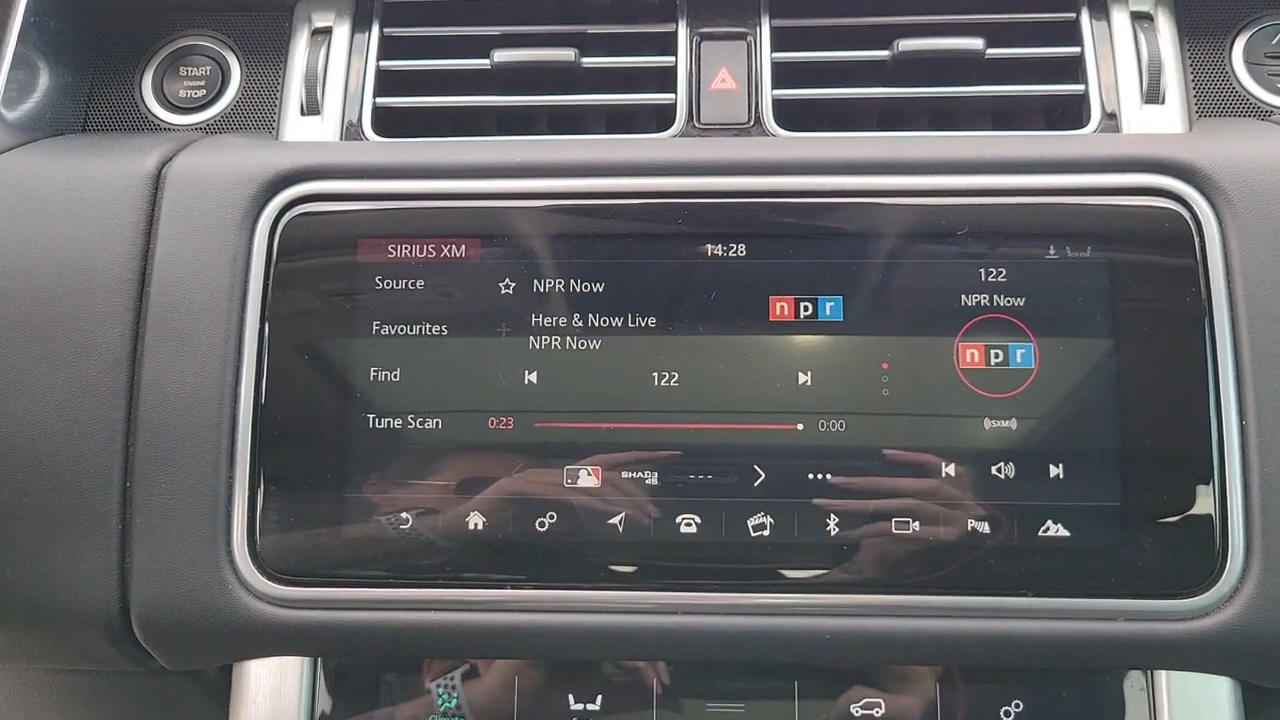 START
ENGINE
STOP
SIRIUS XM
14:28
Source
NPR Now
npr
122
NPR Now
Favourites
Here & Now Live
NPR Now
npr
Find
122
Tune Scan
0:23
0:00
SXM
SHADE
45
---
Climate